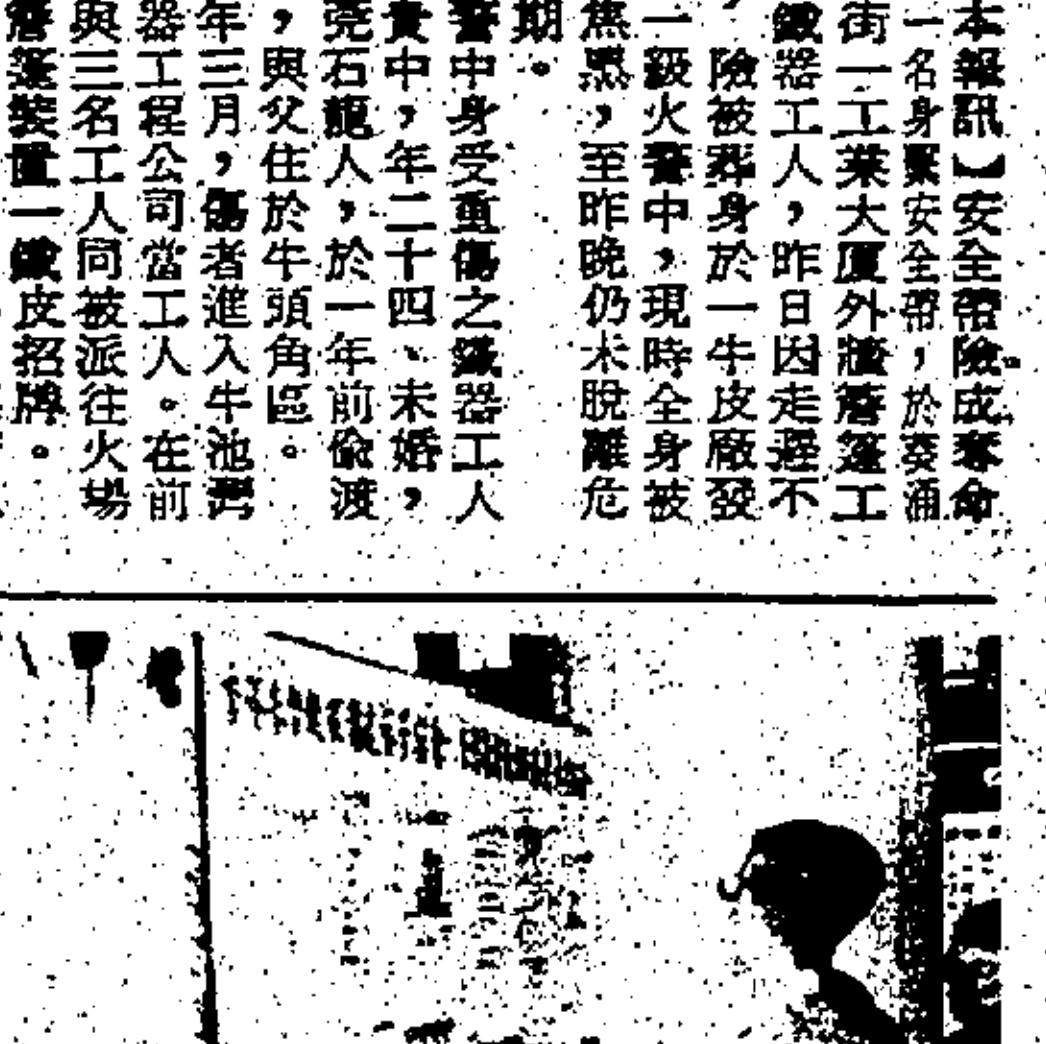 本報訊】安全帶險成奪命
一名身繫安全帶，於葵涌
街一工業大廈外牆簷篷工
鐵器工人，昨日因走避不
，險被葬身於一牛皮廠發
一級火警中，現時全身被
焦黑，至昨晚仍未脫離危
期。
警中身受重傷之鐵器工人
貴中，年二十四、未婚，
莞石龍人，於一年前偷渡
，與父住於牛頭角區。
年三月，傷者進入牛池灣
器工程公司當工人。在前
與三名工人同被派往火場
簷篷裝置一鐵皮招牌。